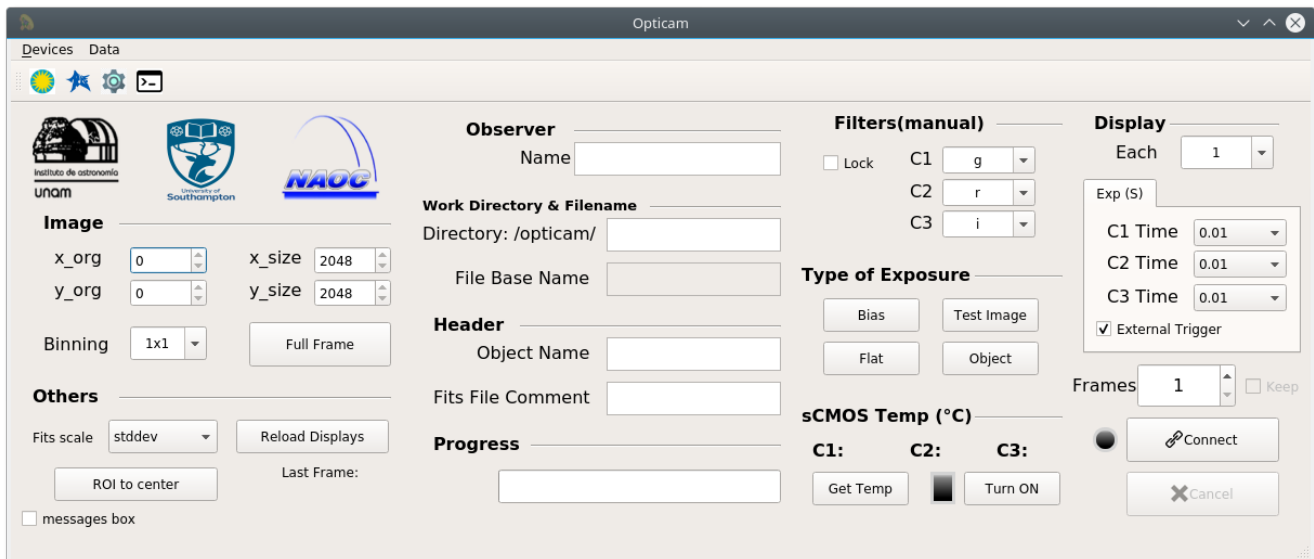 Opticam
Devices Data
Instituto de astronomía
UNAM
University of
Southampton
NAOC
Image
x_org 0 x_size 2048
y_org 0 y_size 2048
Binning 1x1 Full Frame
Others
Fits scale stddev Reload Displays
ROI to center Last Frame:
messages box
Observer
Name
Work Directory & Filename
Directory: /opticam/
File Base Name
Header
Object Name
Fits File Comment
Progress
Filters(manual)
Lock C1 g
C2 r
C3 i
Type of Exposure
Bias Test Image
Flat Object
sCMOS Temp (°C)
C1: C2: C3:
Get Temp Turn ON
Display
Each 1
Exp (S)
C1 Time 0.01
C2 Time 0.01
C3 Time 0.01
External Trigger
Frames 1 Keep
Connect
Cancel